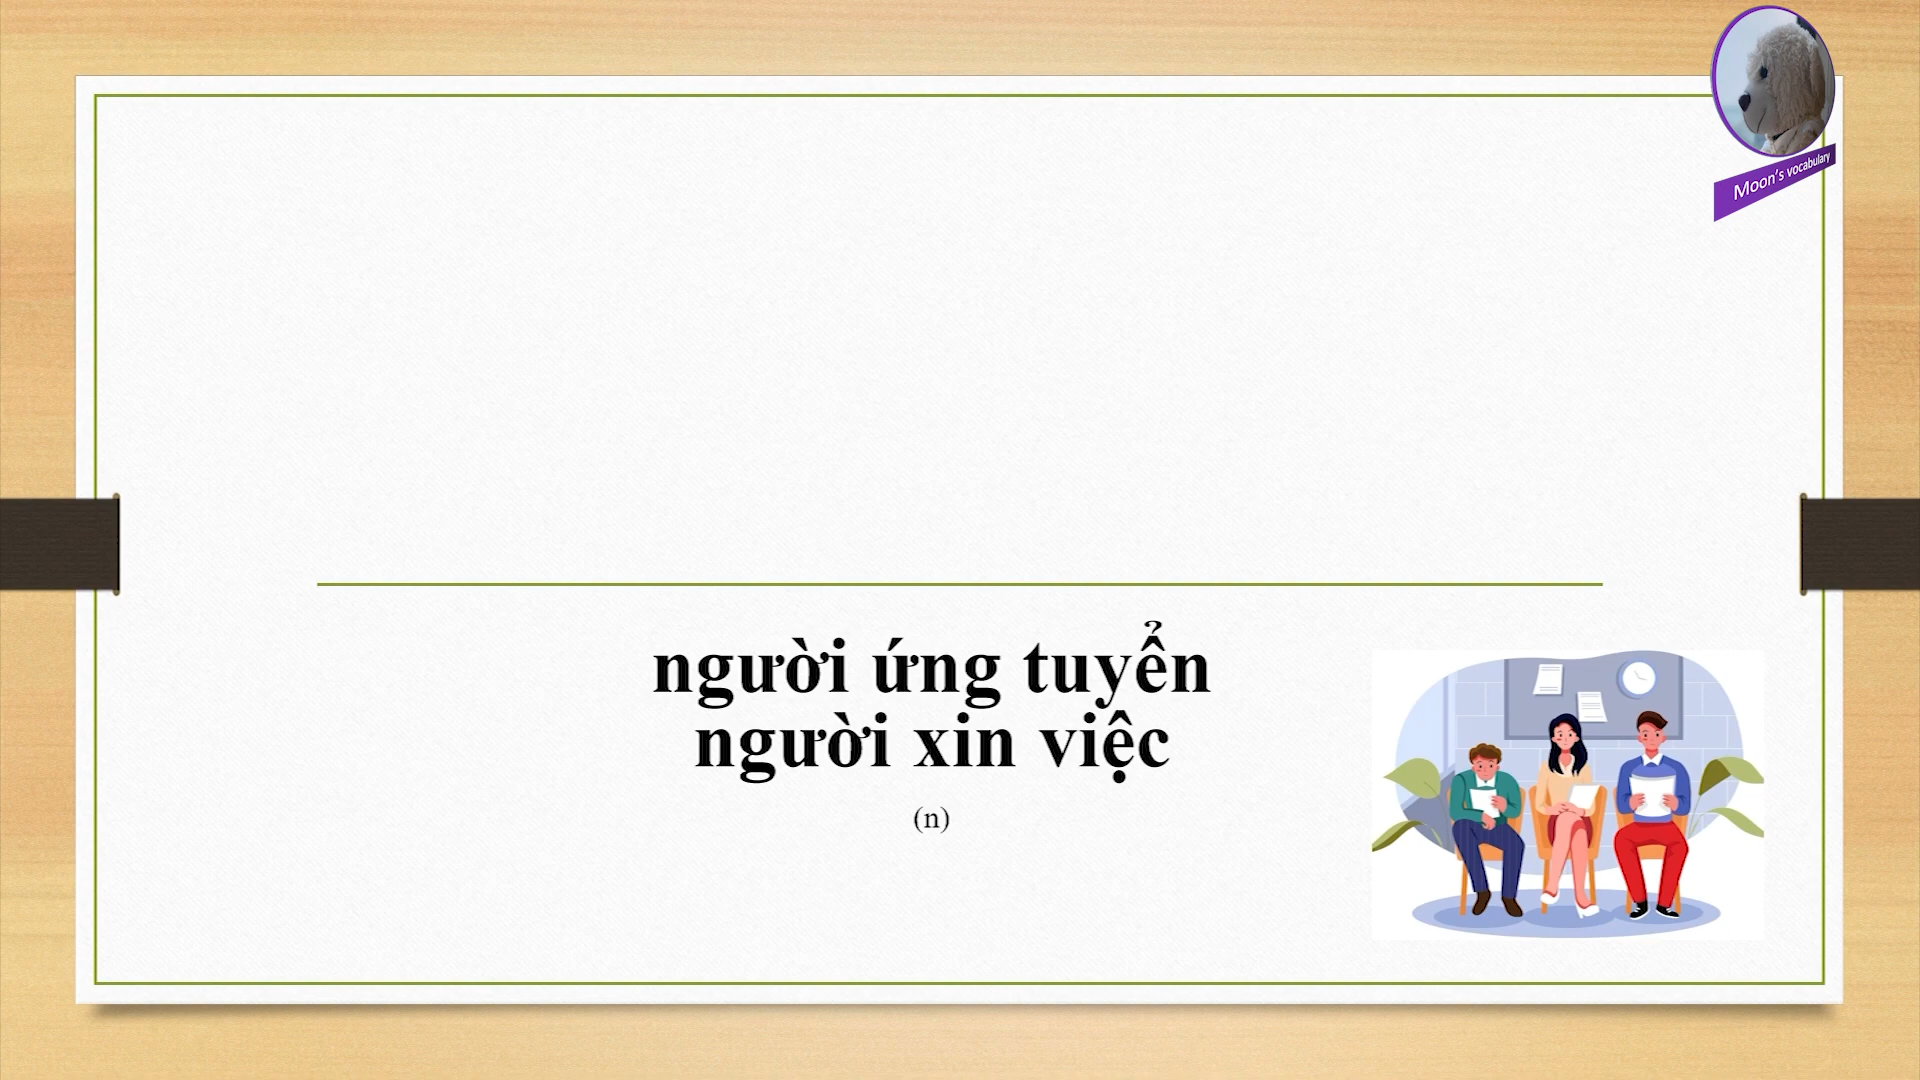 Moon's vocabulary
người ứng tuyển
người xin việc
(n)